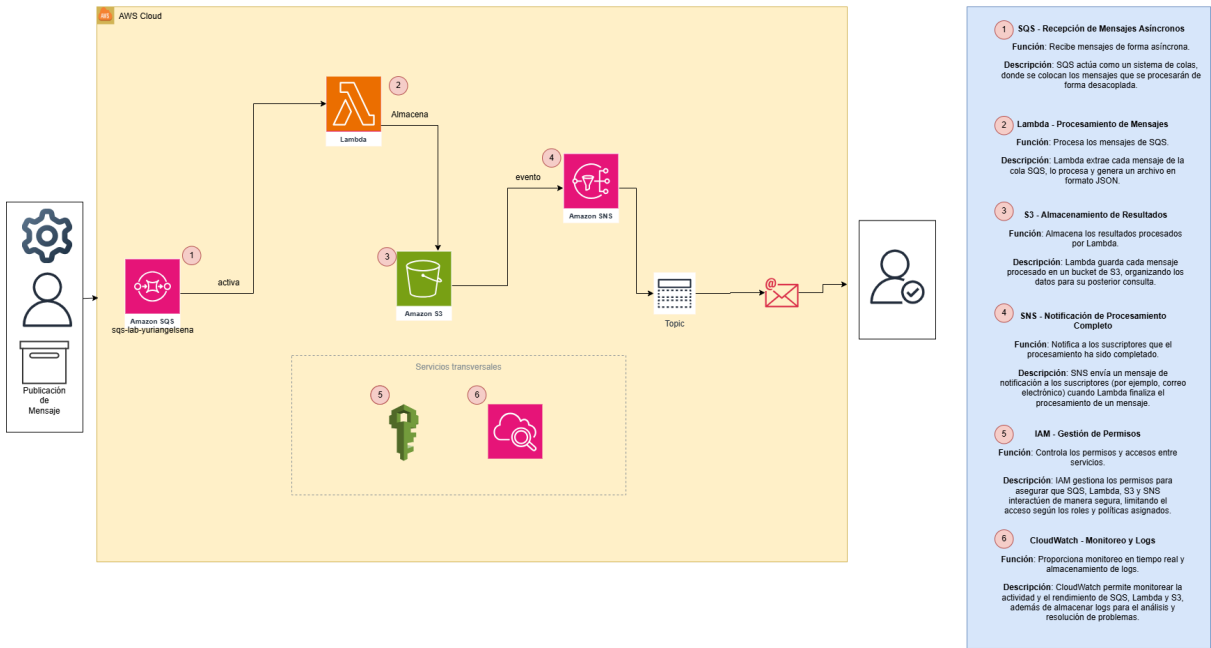 AWS Cloud
2
Almacena
Lambda
4
evento
Amazon SNS
1
activa
Amazon SQS
sqs-lab-yuriangelsena
3
Amazon S3
Topic
@
Publicación
de
Mensaje
Servicios transversales
5
6
1 SQS - Recepción de Mensajes Asíncronos
Función: Recibe mensajes de forma asíncrona.
Descripción: SQS actúa como un sistema de colas,
donde se colocan los mensajes que se procesarán de
forma desacoplada.
2 Lambda - Procesamiento de Mensajes
Función: Procesa los mensajes de SQS.
Descripción: Lambda extrae cada mensaje de la
cola SQS, lo procesa y genera un archivo en
formato JSON.
3 S3 - Almacenamiento de Resultados
Función: Almacena los resultados procesados
por Lambda.
Descripción: Lambda guarda cada mensaje
procesado en un bucket de S3, organizando los
datos para su posterior consulta.
4 SNS - Notificación de Procesamiento
Completo
Función: Notifica a los suscriptores que el
procesamiento ha sido completado.
Descripción: SNS envía un mensaje de
notificación a los suscriptores (por ejemplo, correo
electrónico) cuando Lambda finaliza el
procesamiento de un mensaje.
5 IAM - Gestión de Permisos
Función: Controla los permisos y accesos entre
servicios.
Descripción: IAM gestiona los permisos para
asegurar que SQS, Lambda, S3 y SNS
interactúen de manera segura, limitando el
acceso según los roles y políticas asignados.
6 CloudWatch - Monitoreo y Logs
Función: Proporciona monitoreo en tiempo real y
almacenamiento de logs.
Descripción: CloudWatch permite monitorear la
actividad y el rendimiento de SQS, Lambda y S3,
además de almacenar logs para el análisis y
resolución de problemas.